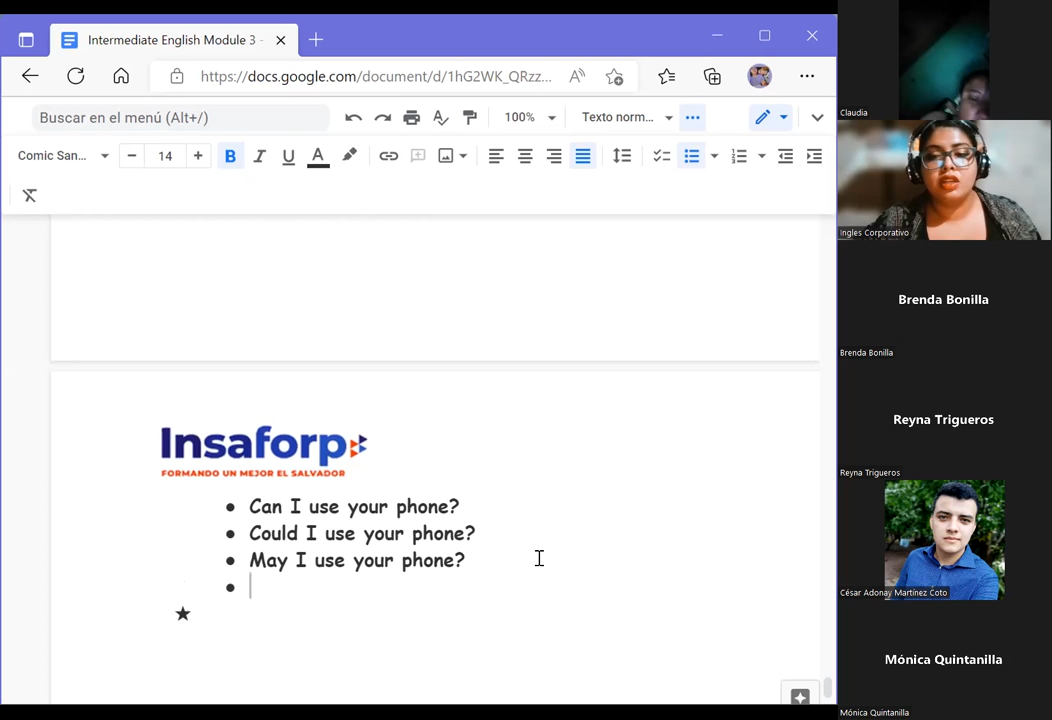 Intermediate English Module 3 -
https://docs.google.com/document/d/1hG2WK_QRzz...
Buscar en el menú (Alt+/)
100%
Texto norm...
Comic San...
14
B
I
U
A
Insaforp
FORMANDO UN MEJOR EL SALVADOR
Can I use your phone?
Could I use your phone?
May I use your phone?
Claudia
Ingles Corporativo
Brenda Bonilla
Brenda Bonilla
Reyna Trigueros
Reyna Trigueros
César Adonay Martínez Coto
Mónica Quintanilla
Mónica Quintanilla